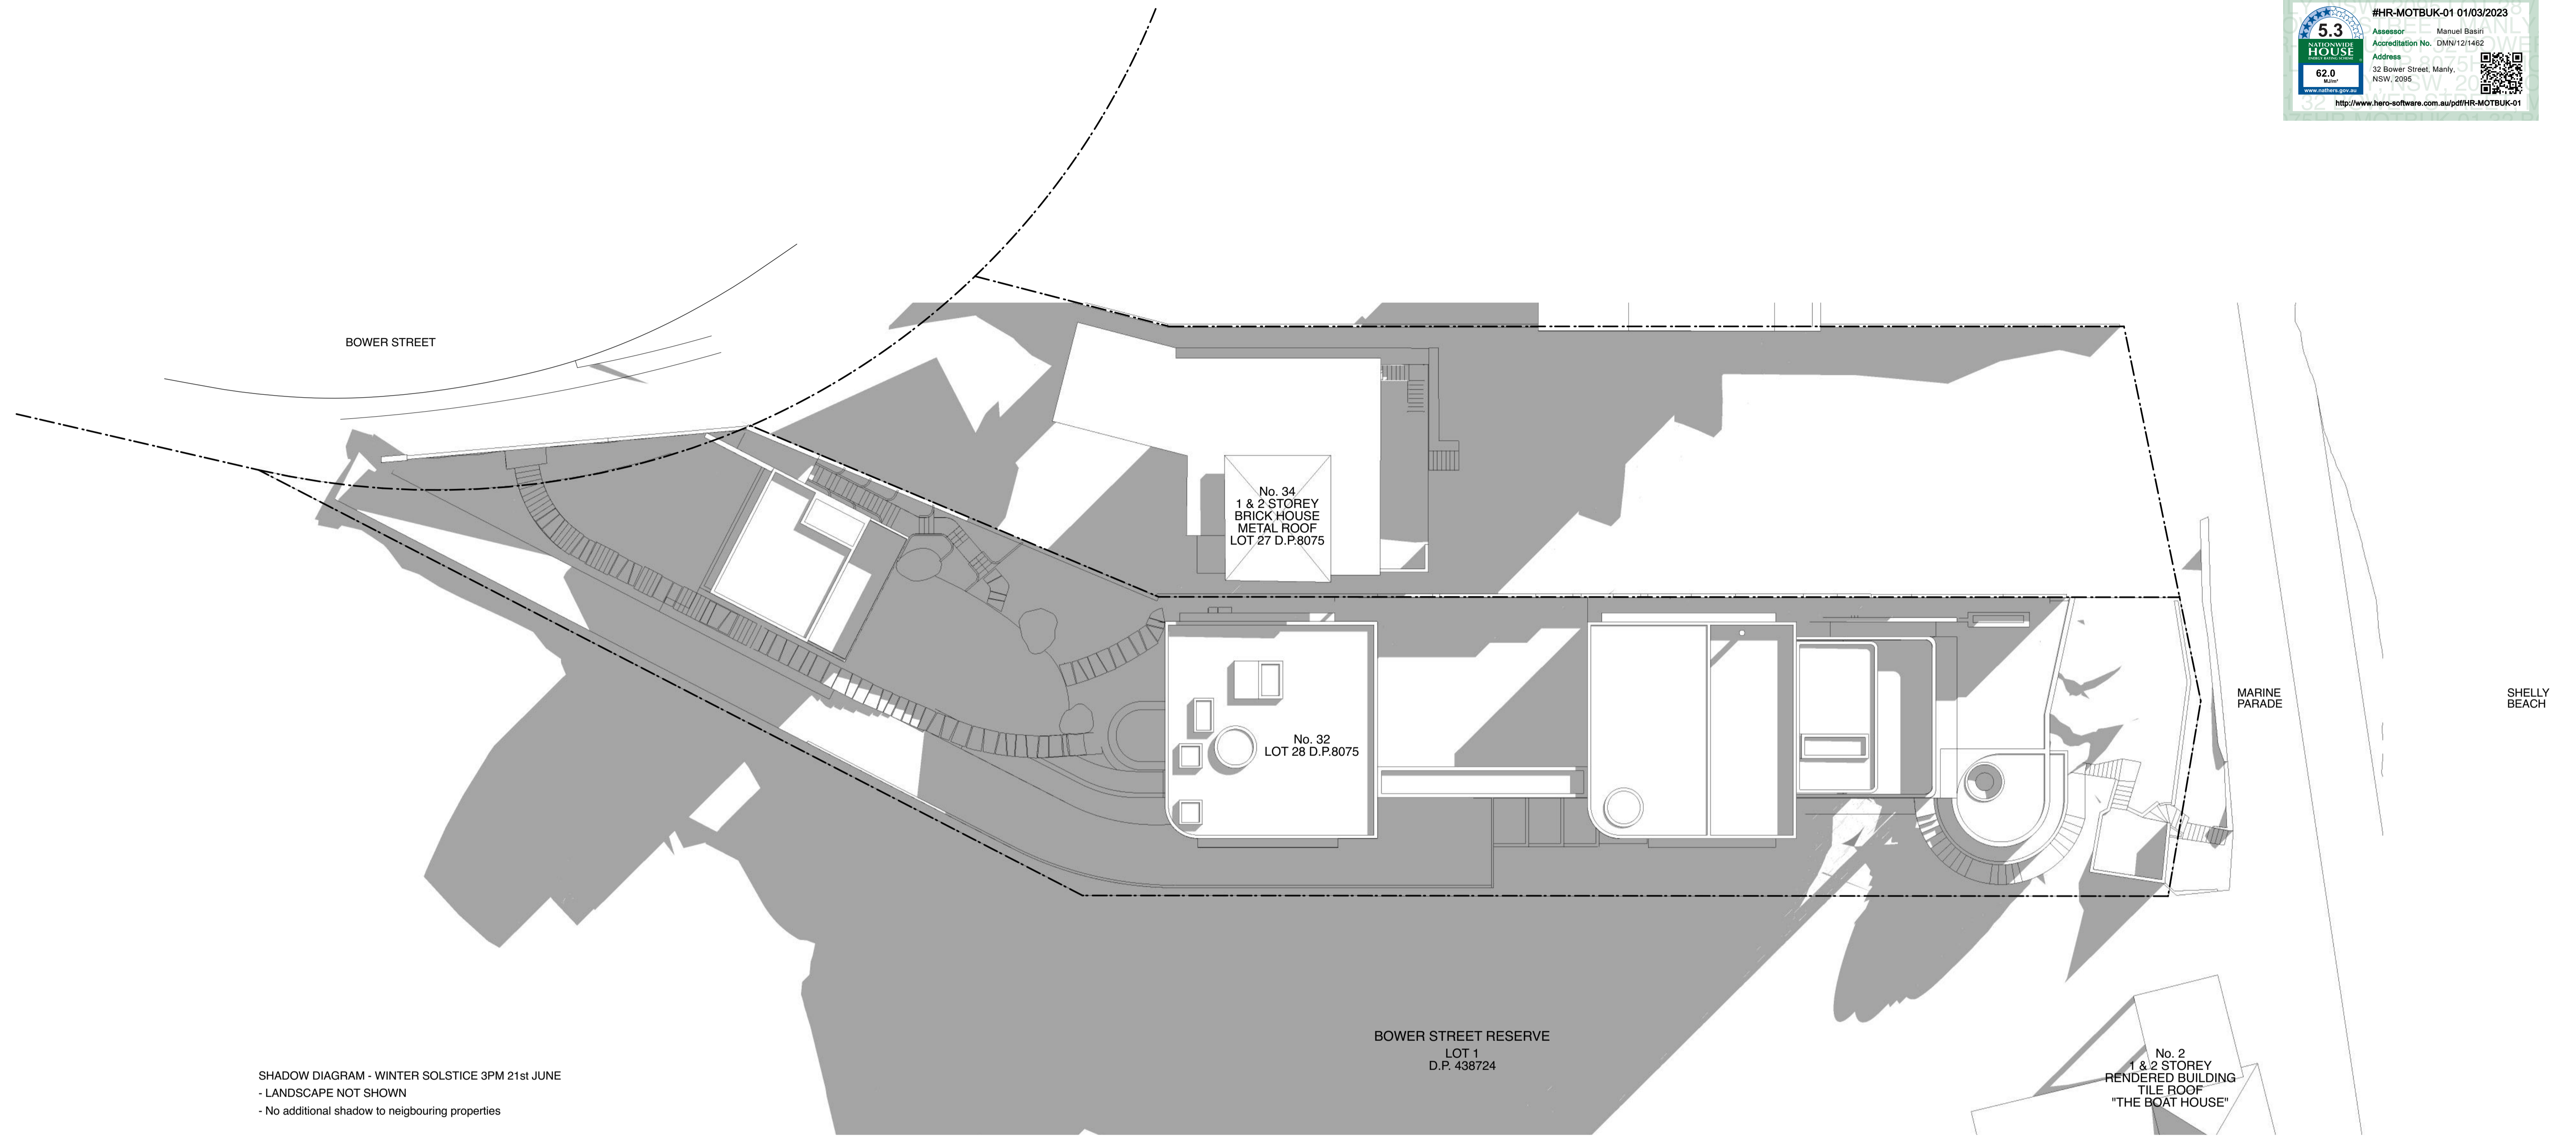 #HR-MOTBUK-01 01/03/2023
5.3
NATIONWIDE
HOUSE
ENERGY RATING SCHEME
62.0
MJ/m²
www.nathers.gov.au
Assessor Manuel Basiri
Accreditation No. DMN/12/1462
Address
32 Bower Street, Manly,
NSW, 2095
http://www.hero-software.com.au/pdf/HR-MOTBUK-01
BOWER STREET
No. 34
1 & 2 STOREY
BRICK HOUSE
METAL ROOF
LOT 27 D.P.8075
No. 32
LOT 28 D.P.8075
MARINE
PARADE
SHELLY
BEACH
BOWER STREET RESERVE
LOT 1
D.P. 438724
No. 2
1 & 2 STOREY
RENDERED BUILDING
TILE ROOF
"THE BOAT HOUSE"
SHADOW DIAGRAM - WINTER SOLSTICE 3PM 21st JUNE
- LANDSCAPE NOT SHOWN
- No additional shadow to neigbouring properties